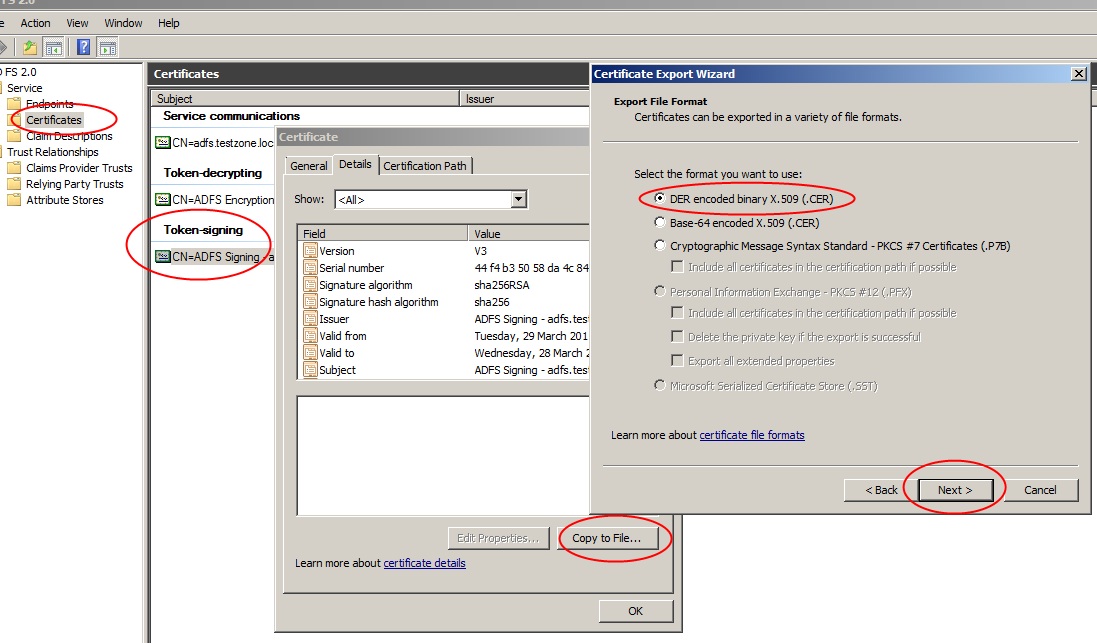 FS 2.0
Action View Window Help
FS 2.0
Service
Endpoints
Certificates
Claim Descriptions
Trust Relationships
Claims Provider Trusts
Relying Party Trusts
Attribute Stores
Certificates
Subject Issuer
Service communications
CN=adfs.testzone.loc
Token-decrypting
CN=ADFS Encryption
Token-signing
CN=ADFS Signing - a
Certificate
General Details Certification Path
Show: <All>
Field Value
Version V3
Serial number 44 f4 b3 50 58 da 4c 84
Signature algorithm sha256RSA
Signature hash algorithm sha256
Issuer ADFS Signing - adfs.test
Valid from Tuesday, 29 March 201
Valid to Wednesday, 28 March 2
Subject ADFS Signing - adfs.test
Edit Properties... Copy to File...
Learn more about certificate details
OK
Certificate Export Wizard
Export File Format
Certificates can be exported in a variety of file formats.
Select the format you want to use:
DER encoded binary X.509 (.CER)
Base-64 encoded X.509 (.CER)
Cryptographic Message Syntax Standard - PKCS #7 Certificates (.P7B)
Include all certificates in the certification path if possible
Personal Information Exchange - PKCS #12 (.PFX)
Include all certificates in the certification path if possible
Delete the private key if the export is successful
Export all extended properties
Microsoft Serialized Certificate Store (.SST)
Learn more about certificate file formats
< Back Next > Cancel